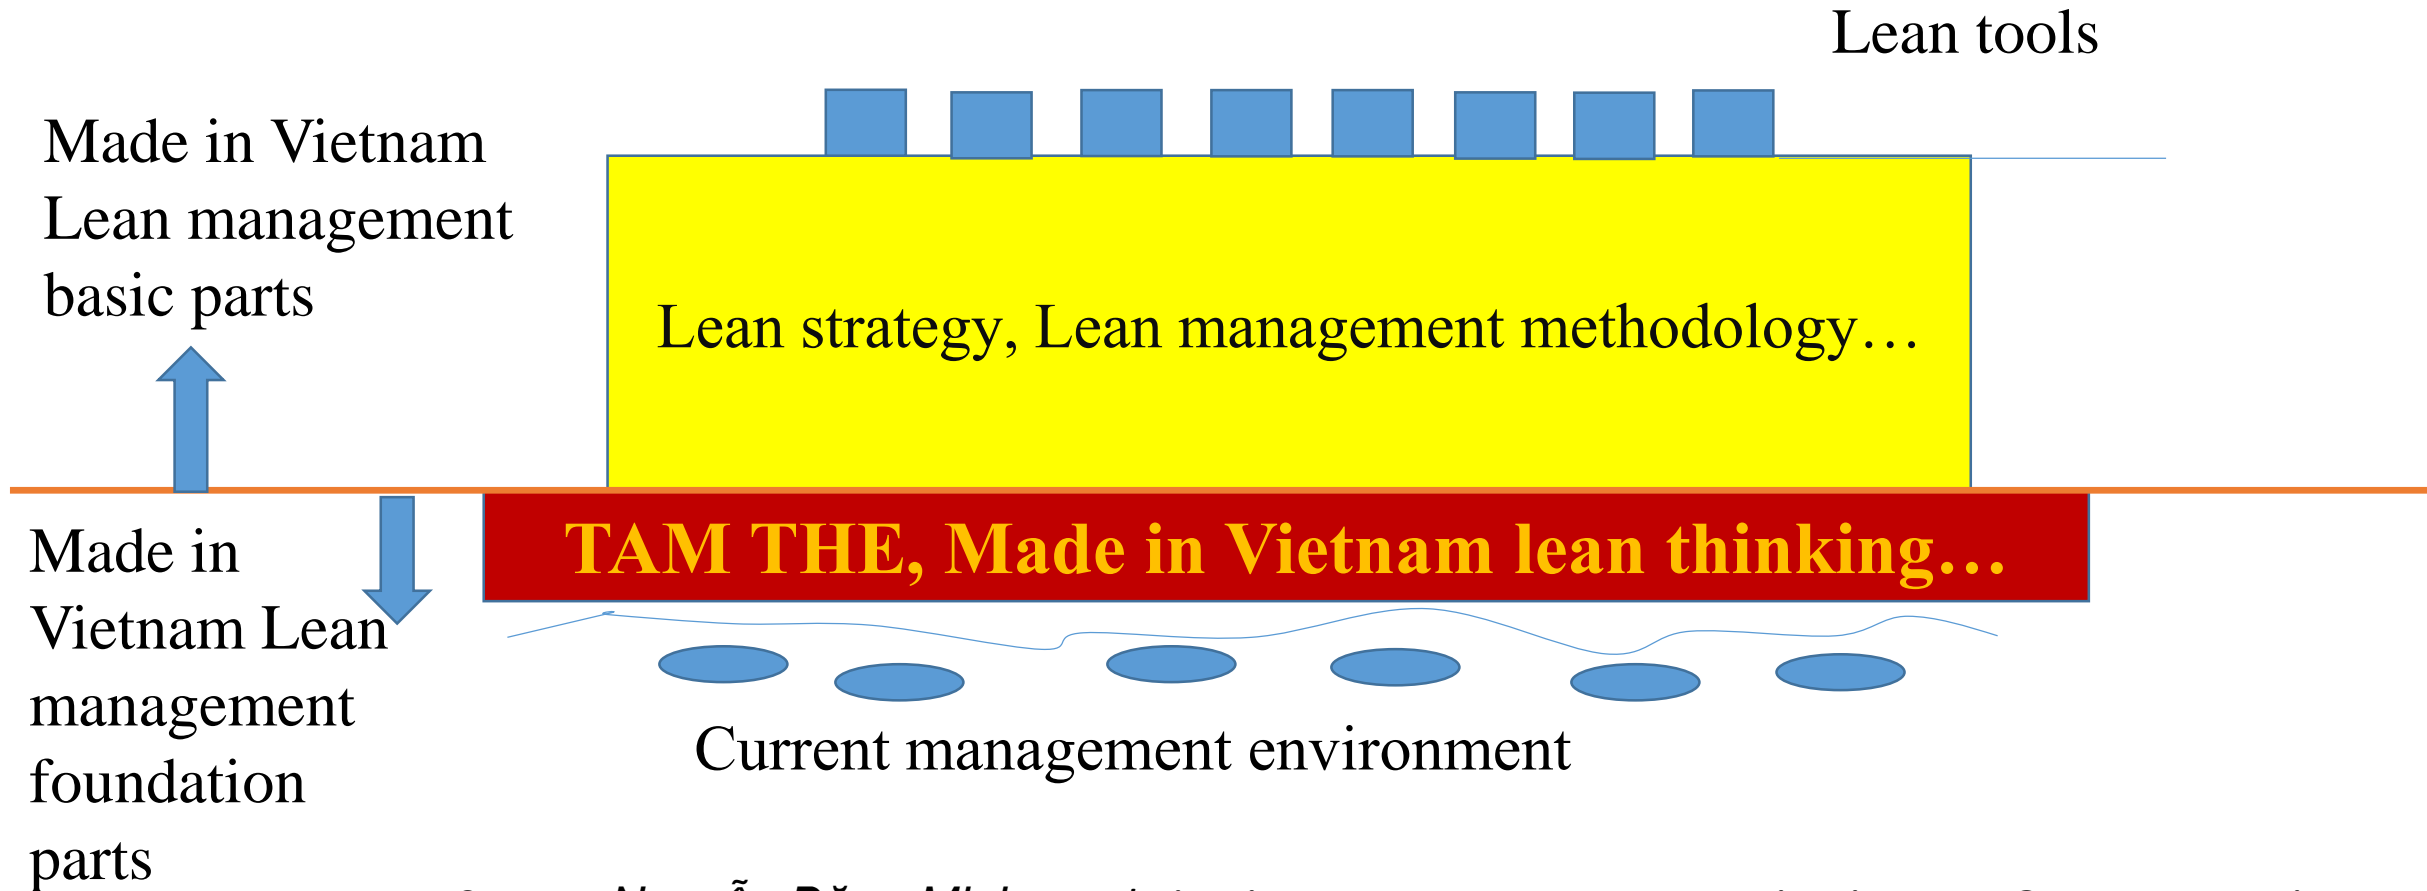 Lean tools
Made in Vietnam
Lean management
basic parts
Lean strategy, Lean management methodology…
TAM THE, Made in Vietnam lean thinking…
Made in
Vietnam Lean
management
foundation
parts
Current management environment